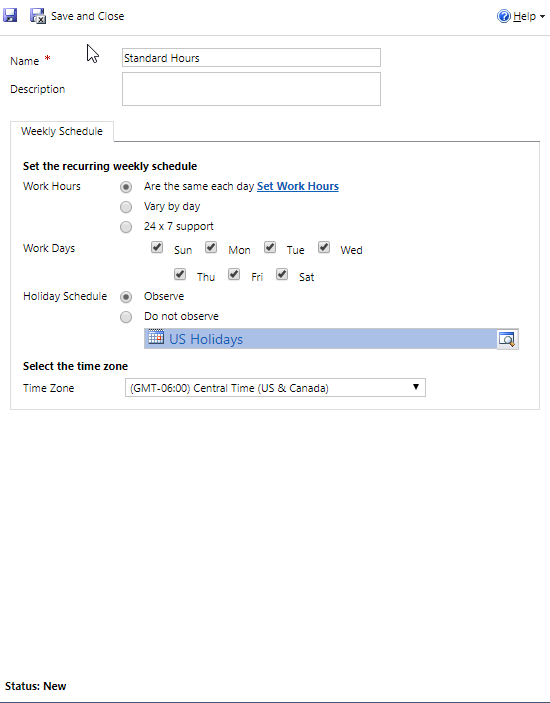 Save and Close Help
Name * Standard Hours
Description
Weekly Schedule
Set the recurring weekly schedule
Work Hours Are the same each day Set Work Hours
Vary by day
24 x 7 support
Work Days Sun Mon Tue Wed
Thu Fri Sat
Holiday Schedule Observe
Do not observe
US Holidays
Select the time zone
Time Zone (GMT-06:00) Central Time (US & Canada)
Status: New